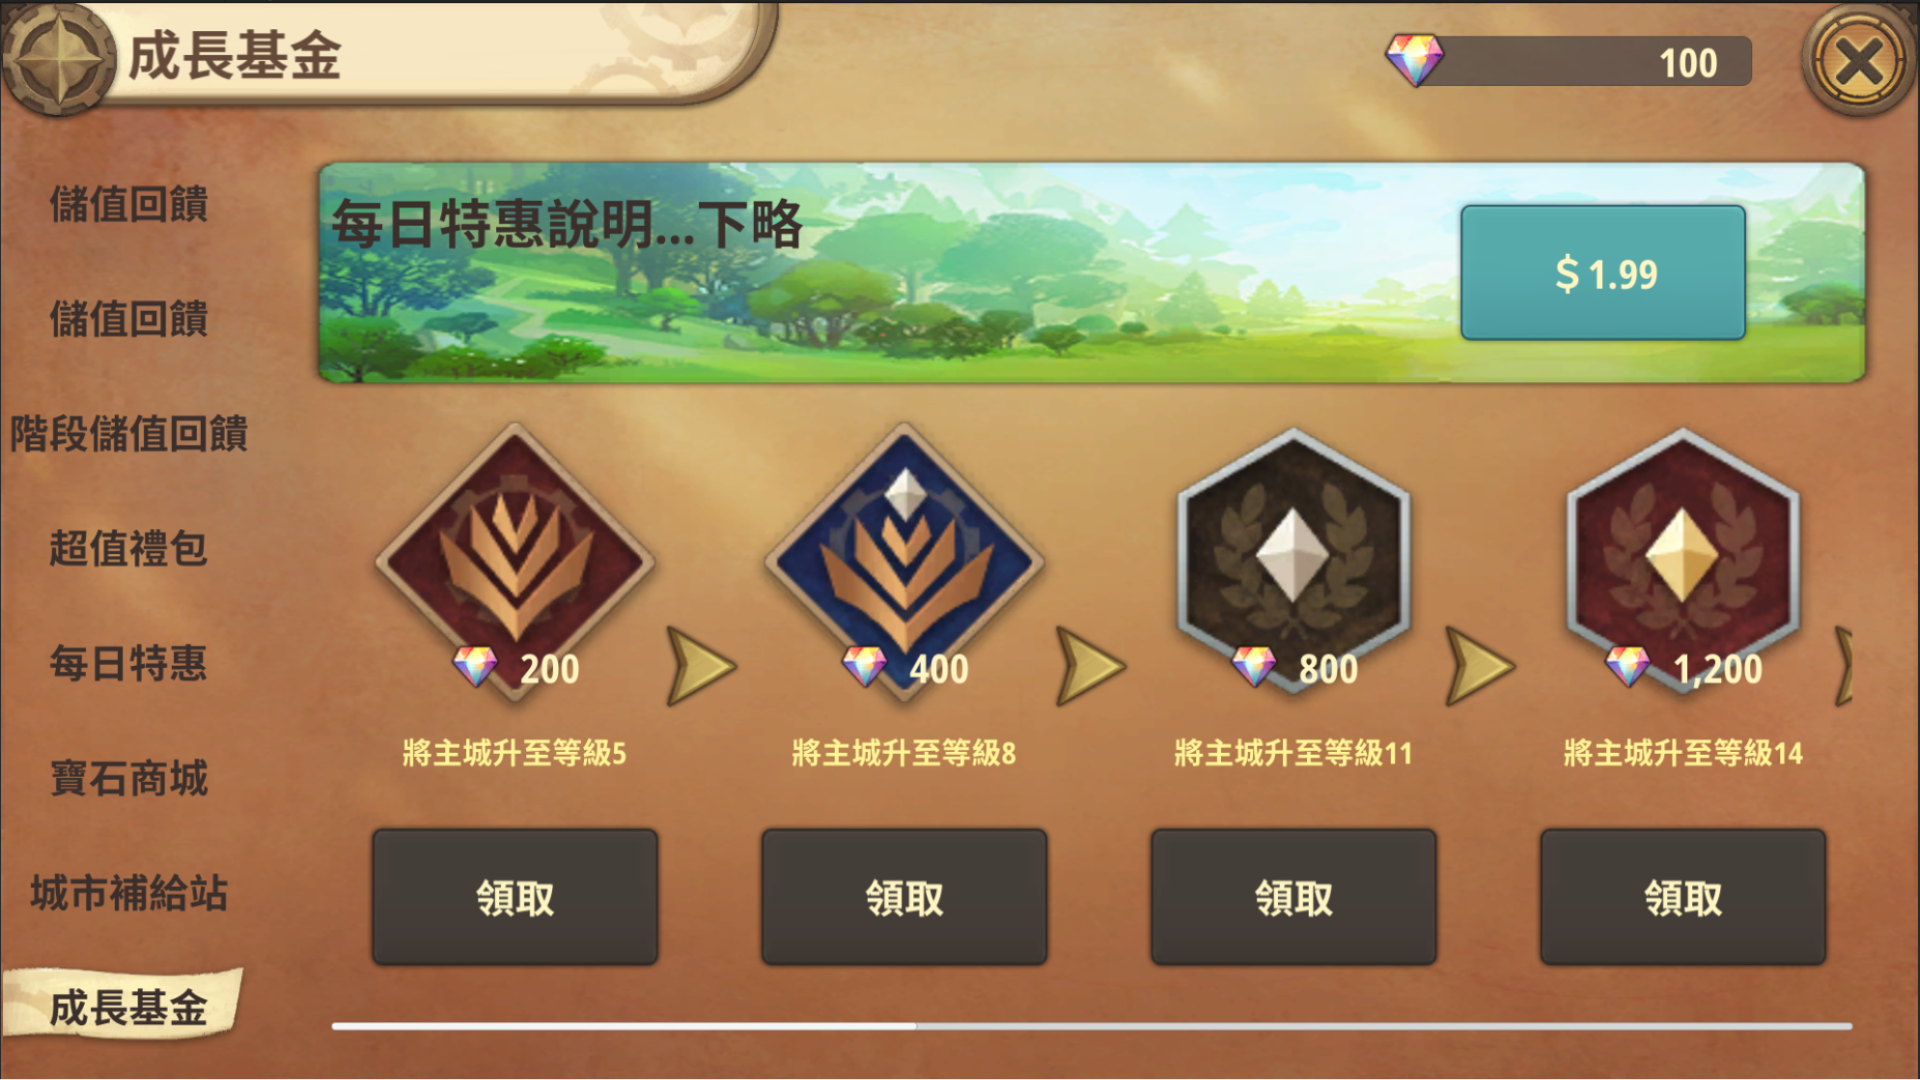 成長基金
100
儲值回饋
儲值回饋
階段儲值回饋
超值禮包
每日特惠
寶石商城
城市補給站
成長基金
每日特惠說明...下略
$ 1.99
200
400
800
1,200
將主城升至等級5
將主城升至等級8
將主城升至等級11
將主城升至等級14
領取
領取
領取
領取